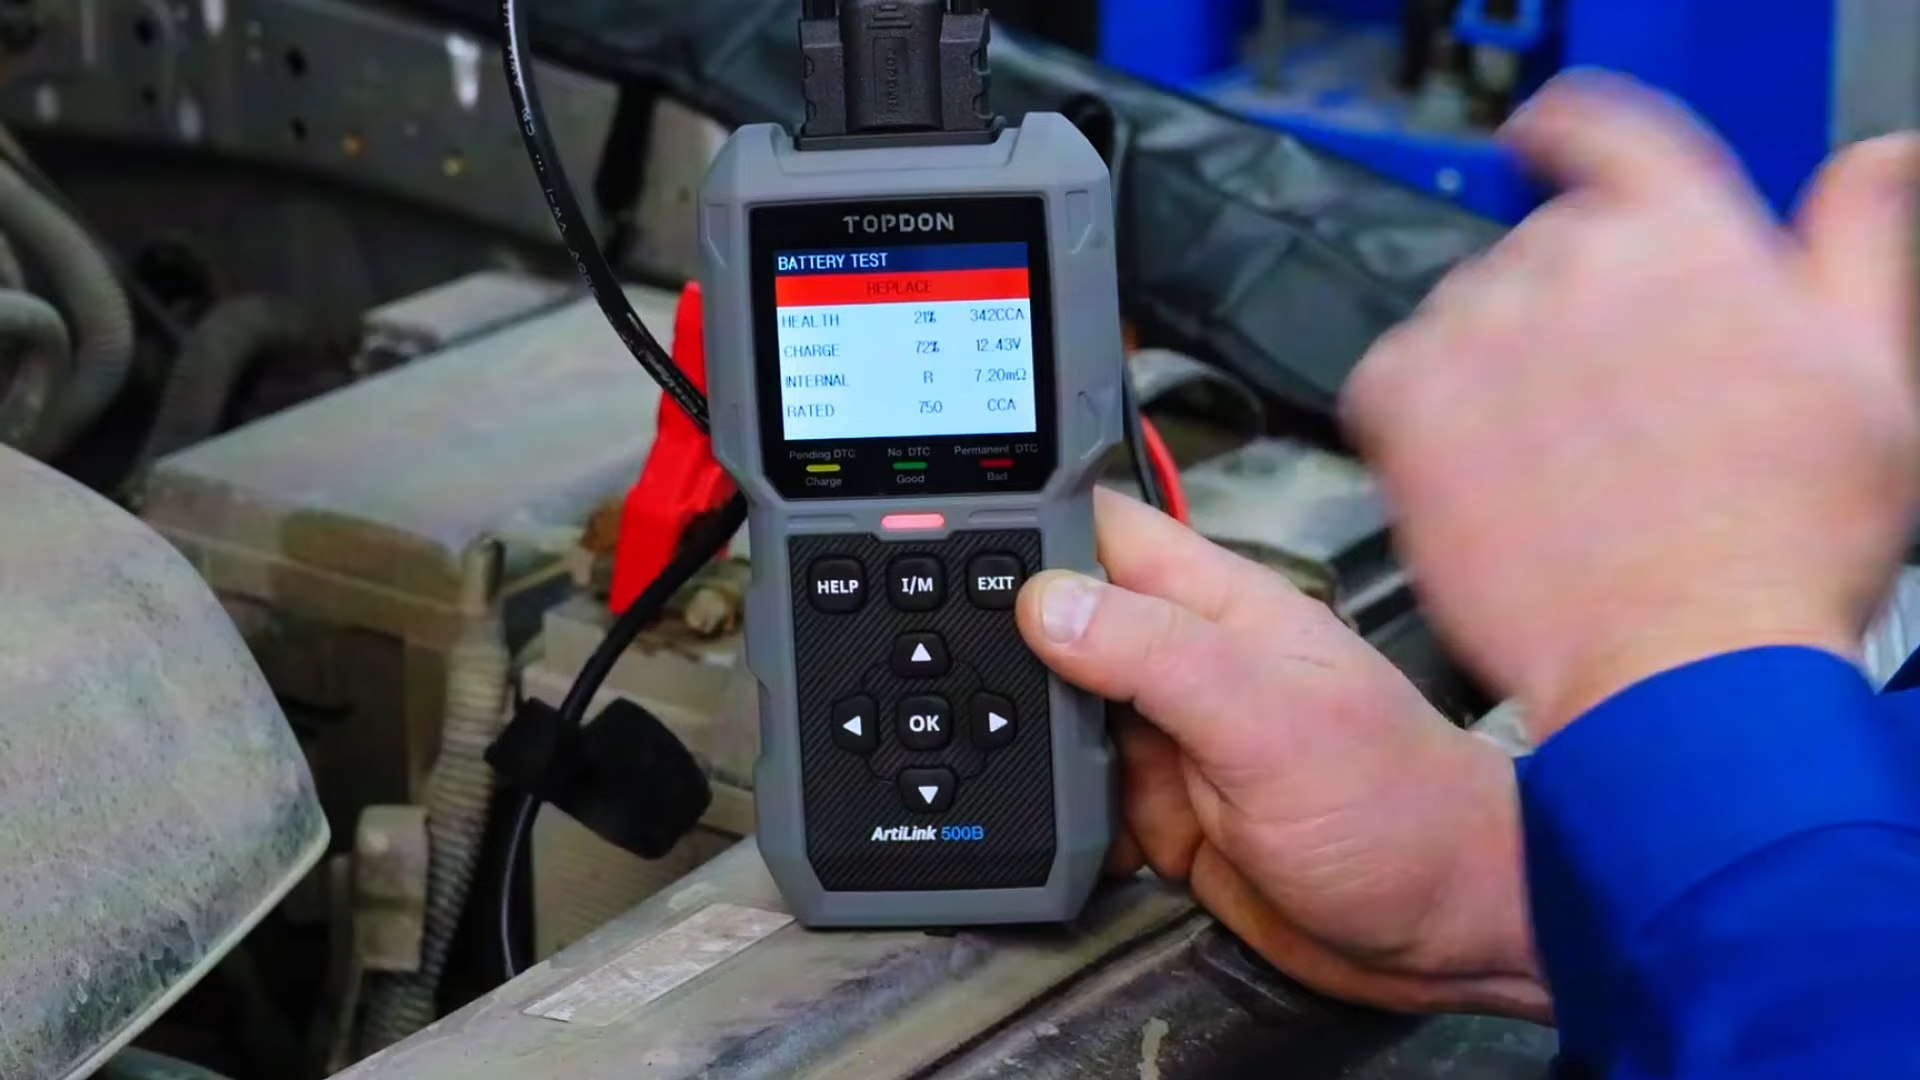 TOPDON
TOPDON
BATTERY TEST
REPLACE
HEALTH 21% 342CCA
CHARGE 72% 12.43V
INTERNAL R 7.20mΩ
RATED 750 CCA
Pending DTC No DTC Permanent DTC
Charge Good Bad
HELP I/M EXIT
OK
ArtiLink 500B